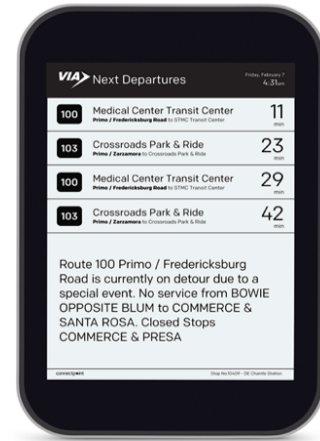 VIA Next Departures
Friday, February 7
4:31am
100 Medical Center Transit Center 11
Primo / Fredericksburg Road to STMC Transit Center min
103 Crossroads Park & Ride 23
Primo / Zarzamora to Crossroads Park & Ride min
100 Medical Center Transit Center 29
Primo / Fredericksburg Road to STMC Transit Center min
103 Crossroads Park & Ride 42
Primo / Zarzamora to Crossroads Park & Ride min
Route 100 Primo / Fredericksburg
Road is currently on detour due to a
special event. No service from BOWIE
OPPOSITE BLUM to COMMERCE &
SANTA ROSA. Closed Stops
COMMERCE & PRESA
connectpoint